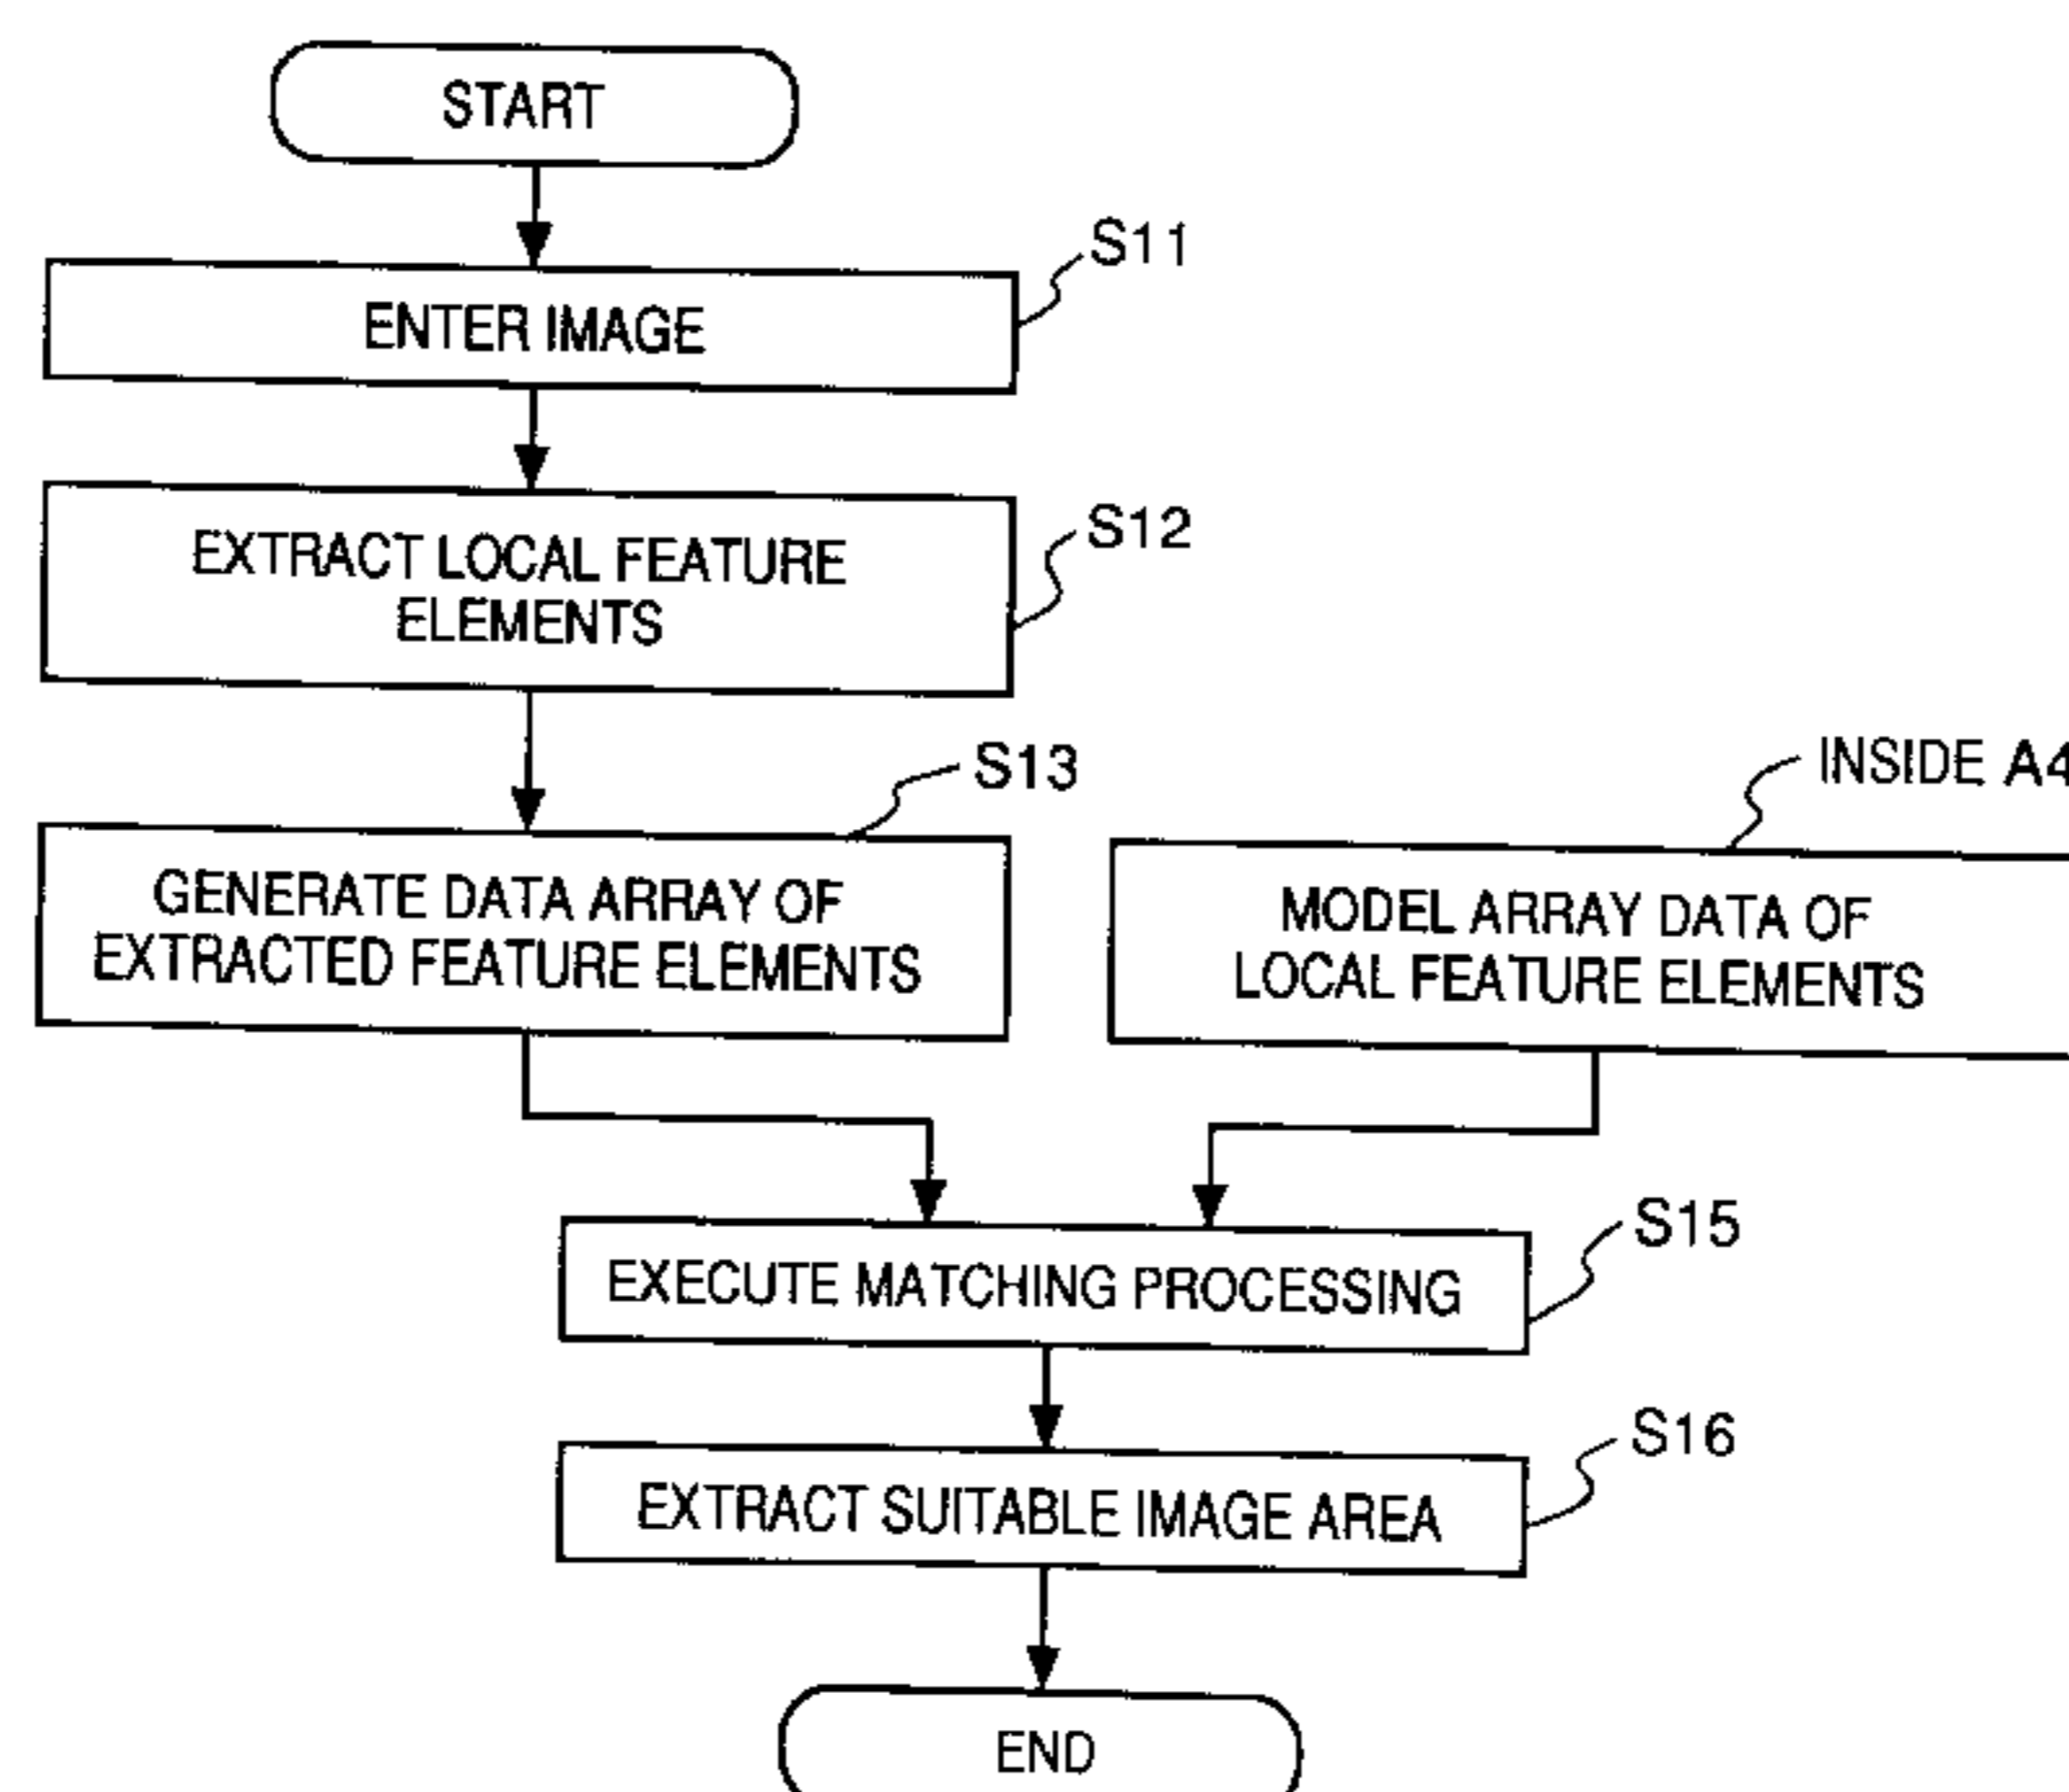 START
S11
ENTER IMAGE
S12
EXTRACT LOCAL FEATURE
ELEMENTS
S13
GENERATE DATA ARRAY OF
EXTRACTED FEATURE ELEMENTS
INSIDE A4
MODEL ARRAY DATA OF
LOCAL FEATURE ELEMENTS
S15
EXECUTE MATCHING PROCESSING
S16
EXTRACT SUITABLE IMAGE AREA
END